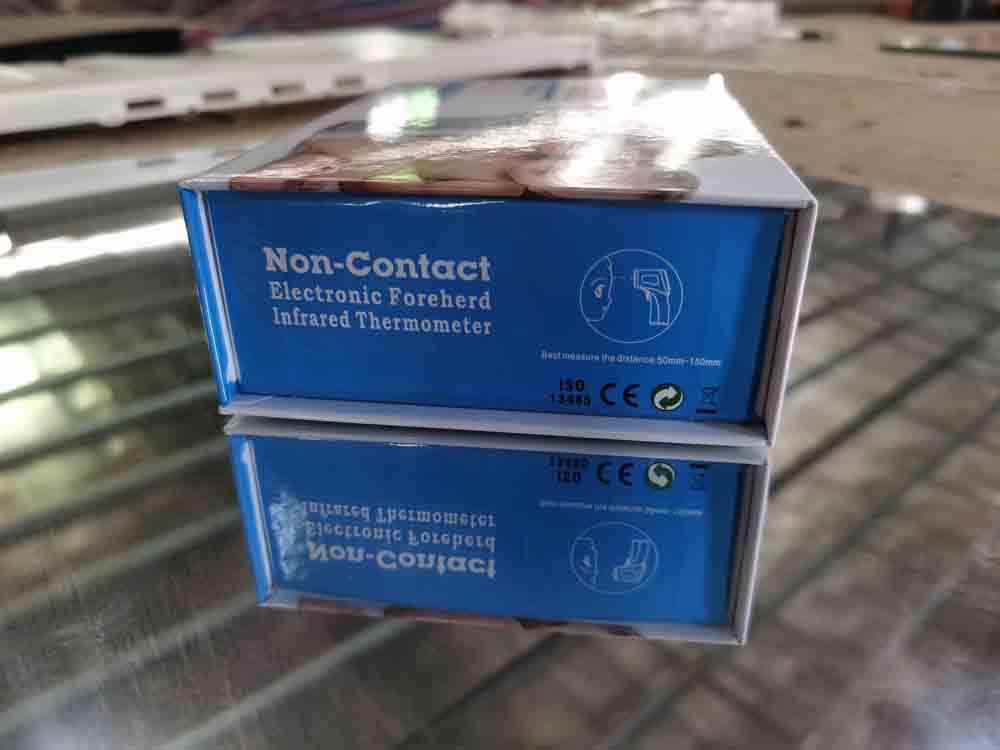 Non-Contact
Electronic Foreherd
Infrared Thermometer
Best measure the distance 50mm-150mm
ISO
13485
CE